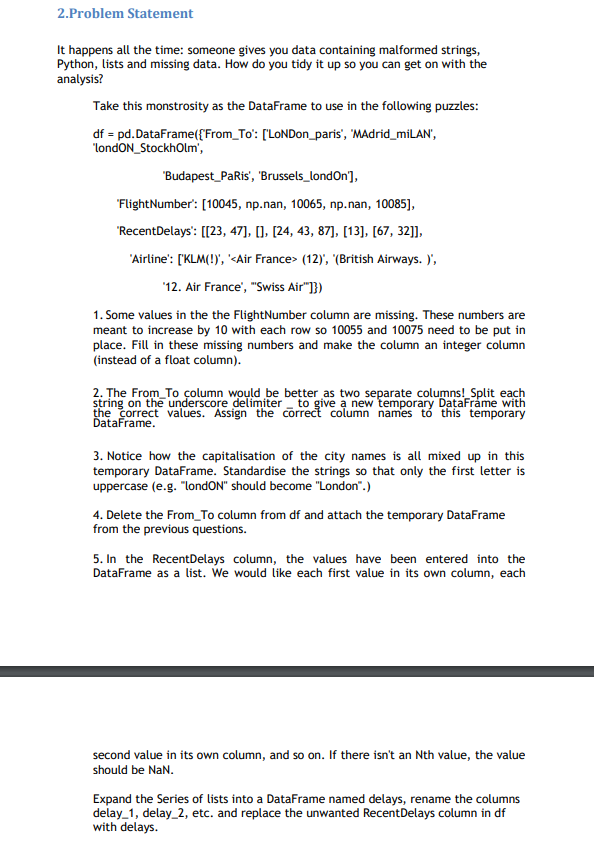 2.Problem Statement
It happens all the time: someone gives you data containing malformed strings,
Python, lists and missing data. How do you tidy it up so you can get on with the
analysis?
Take this monstrosity as the DataFrame to use in the following puzzles:
df = pd.DataFrame({'From_To': ['LoNDon_paris', 'MAdrid_miLAN',
'londON_StockhOlm',
'Budapest_PaRis', 'Brussels_londOn'],
'FlightNumber': [10045, np.nan, 10065, np.nan, 10085],
'RecentDelays': [[23, 47], [], [24, 43, 87], [13], [67, 32]],
'Airline': ['KLM(!)', '<Air France> (12)', '(British Airways. )',
'12. Air France', '"Swiss Air"']})
1. Some values in the the FlightNumber column are missing. These numbers are
meant to increase by 10 with each row so 10055 and 10075 need to be put in
place. Fill in these missing numbers and make the column an integer column
(instead of a float column).
2. The From_To column would be better as two separate columns! Split each
string on the underscore delimiter _ to give a new temporary DataFrame with
the correct values. Assign the correct column names to this temporary
DataFrame.
3. Notice how the capitalisation of the city names is all mixed up in this
temporary DataFrame. Standardise the strings so that only the first letter is
uppercase (e.g. "londON" should become "London".)
4. Delete the From_To column from df and attach the temporary DataFrame
from the previous questions.
5. In the RecentDelays column, the values have been entered into the
DataFrame as a list. We would like each first value in its own column, each
second value in its own column, and so on. If there isn't an Nth value, the value
should be NaN.
Expand the Series of lists into a DataFrame named delays, rename the columns
delay_1, delay_2, etc. and replace the unwanted RecentDelays column in df
with delays.